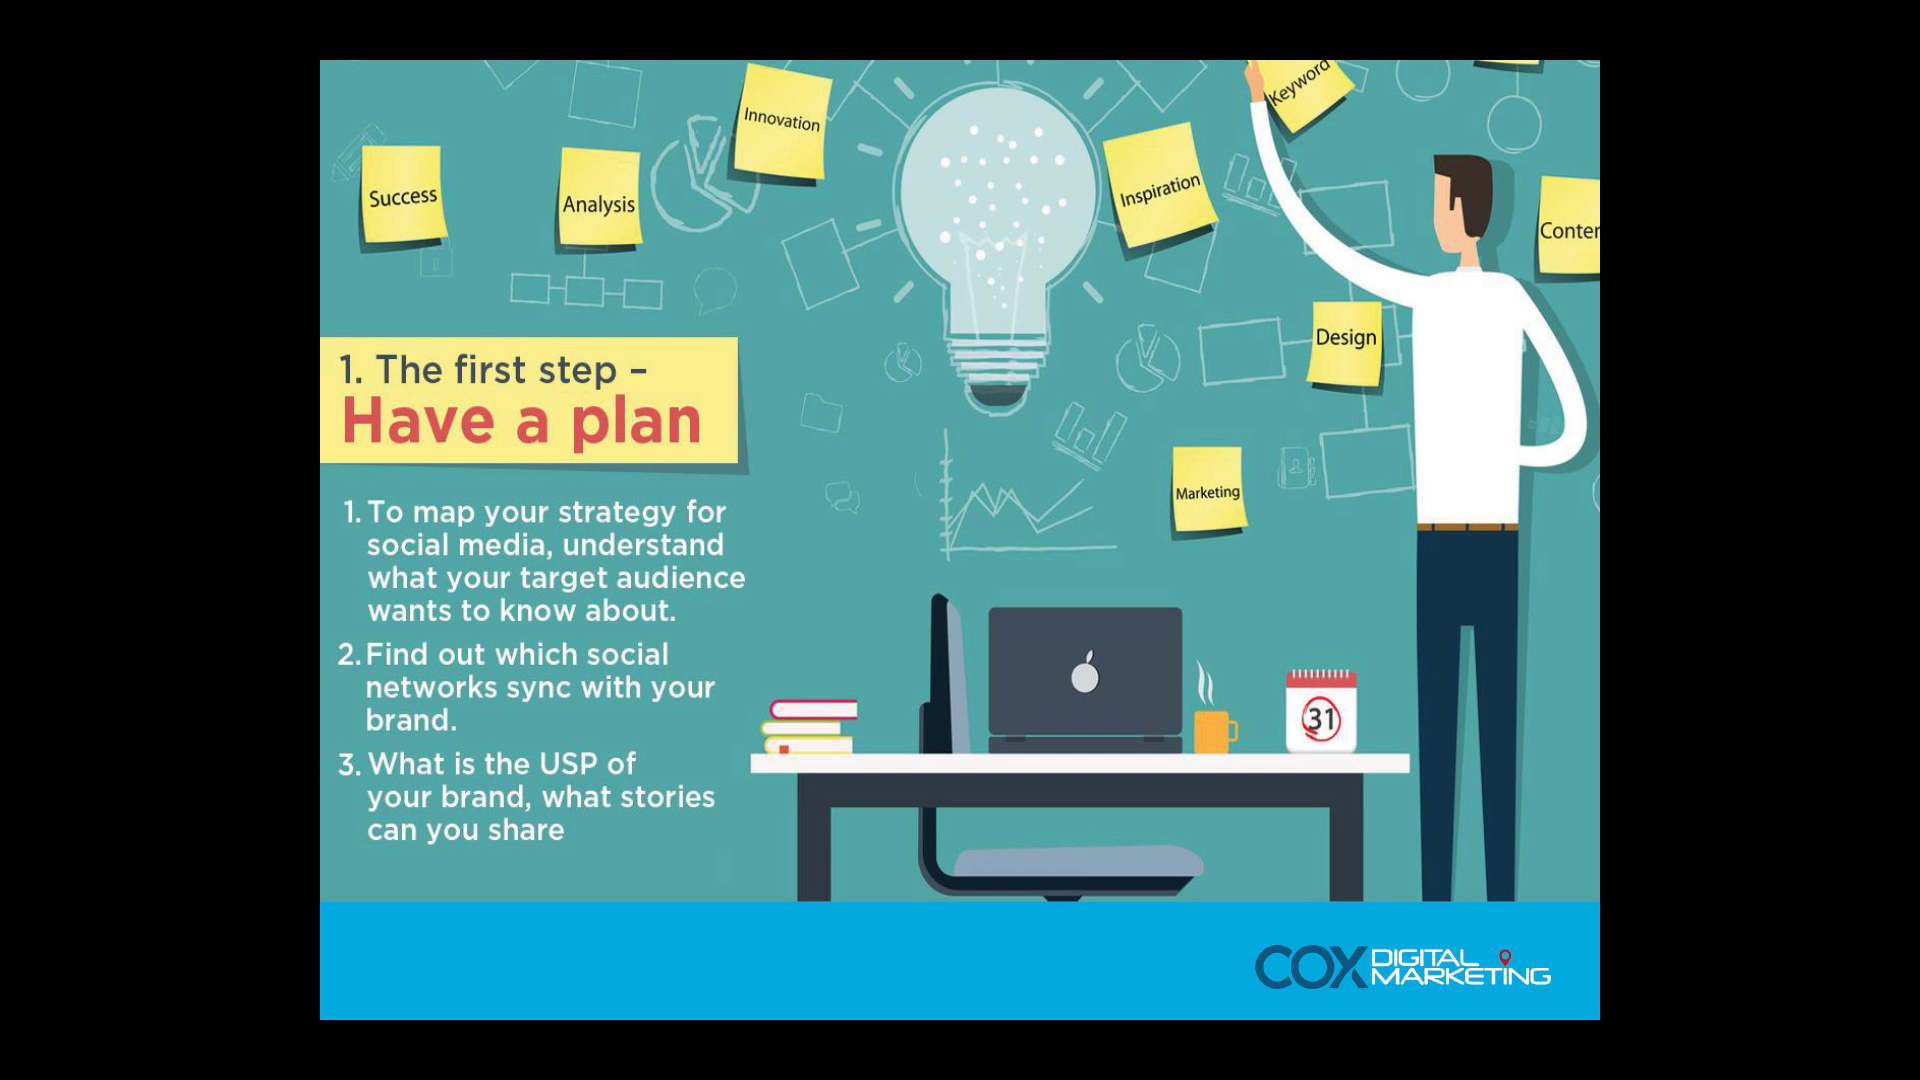 Keyword
Innovation
Success
Analysis
Inspiration
Design
1. The first step –
Have a plan
Marketing
1. To map your strategy for
social media, understand
what your target audience
wants to know about.
2. Find out which social
networks sync with your
brand.
3. What is the USP of
your brand, what stories
can you share
31
COX DIGITAL
MARKETING